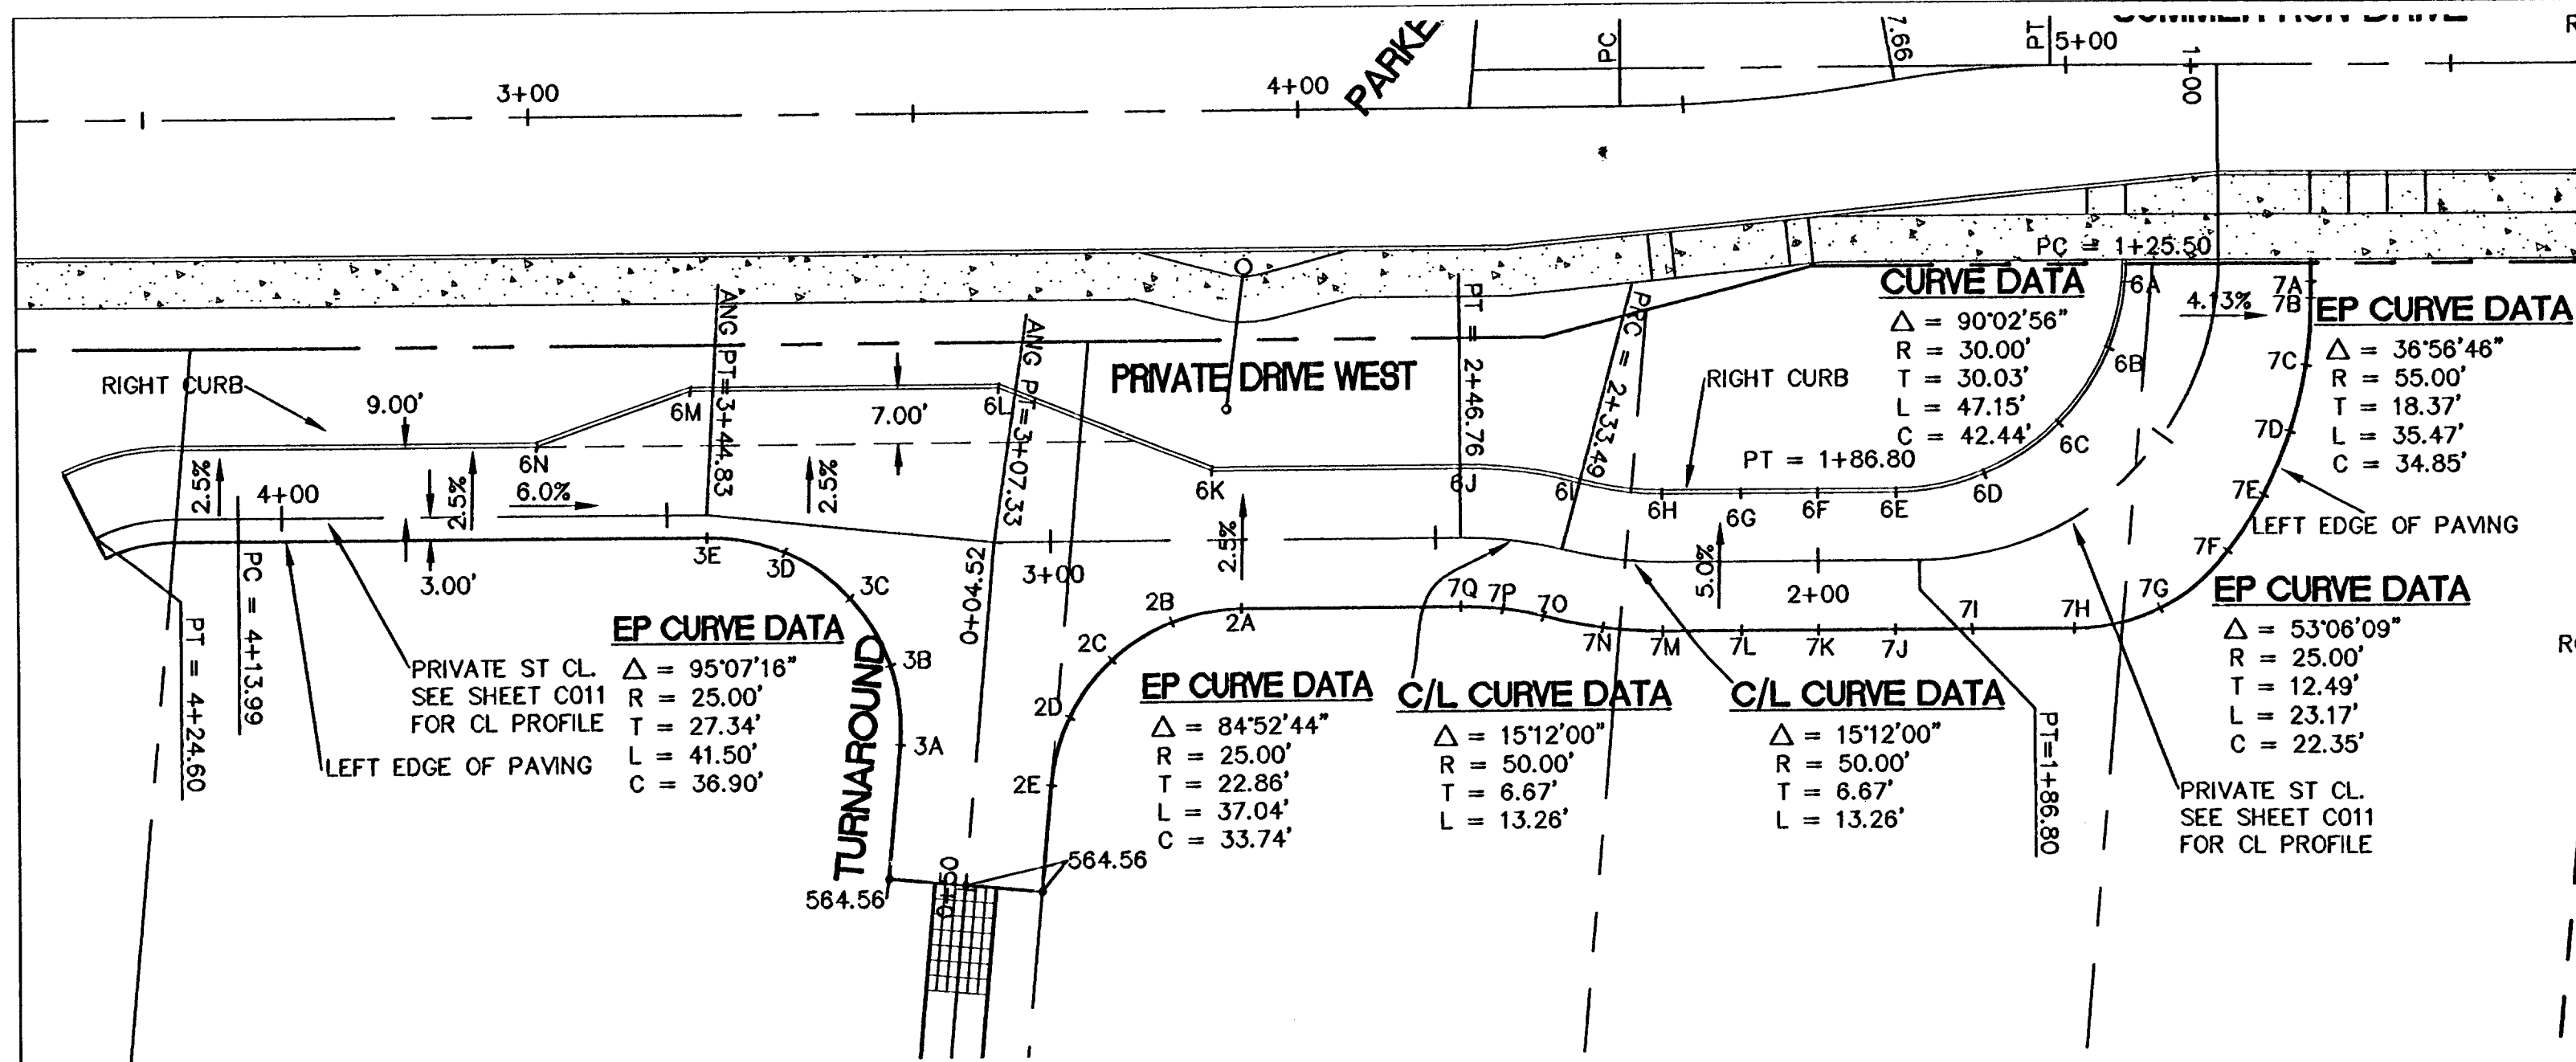 3+00
4+00
PARKE
PC
7.66
PT
5+00
1+00
R
PC = 1+25.50
RIGHT CURB
9.00'
ANG PT=3+44.83
ANG PT=3+07.33
PRIVATE DRIVE WEST
PT = 2+46.76
PRC = 2+33.49
RIGHT CURB
CURVE DATA
Δ = 90°02'56"
R = 30.00'
T = 30.03'
L = 47.15'
C = 42.44'
PT = 1+86.80
6A
6B
6C
6D
6E
6F
6G
6H
6I
6J
6K
6L
6M
6N
7.00'
4.13%
7A
7B
7C
7D
7E
7F
7G
7H
7I
7J
7K
7L
7M
7N
7O
7P
7Q
EP CURVE DATA
Δ = 36°56'46"
R = 55.00'
T = 18.37'
L = 35.47'
C = 34.85'
LEFT EDGE OF PAVING
2.5%
4+00
2.5%
6.0%
2.5%
2.5%
3+00
5.0%
2+00
3.00'
PC = 4+13.99
PT = 4+24.60
3E
3D
3C
3B
3A
0+04.52
2A
2B
2C
2D
2E
PRIVATE ST CL.
SEE SHEET C011
FOR CL PROFILE
LEFT EDGE OF PAVING
EP CURVE DATA
Δ = 95°07'16"
R = 25.00'
T = 27.34'
L = 41.50'
C = 36.90'
TURNAROUND
564.56
0+50
564.56
EP CURVE DATA
Δ = 84°52'44"
R = 25.00'
T = 22.86'
L = 37.04'
C = 33.74'
C/L CURVE DATA
Δ = 15°12'00"
R = 50.00'
T = 6.67'
L = 13.26'
C/L CURVE DATA
Δ = 15°12'00"
R = 50.00'
T = 6.67'
L = 13.26'
PT=1+86.80
EP CURVE DATA
Δ = 53°06'09"
R = 25.00'
T = 12.49'
L = 23.17'
C = 22.35'
PRIVATE ST CL.
SEE SHEET C011
FOR CL PROFILE